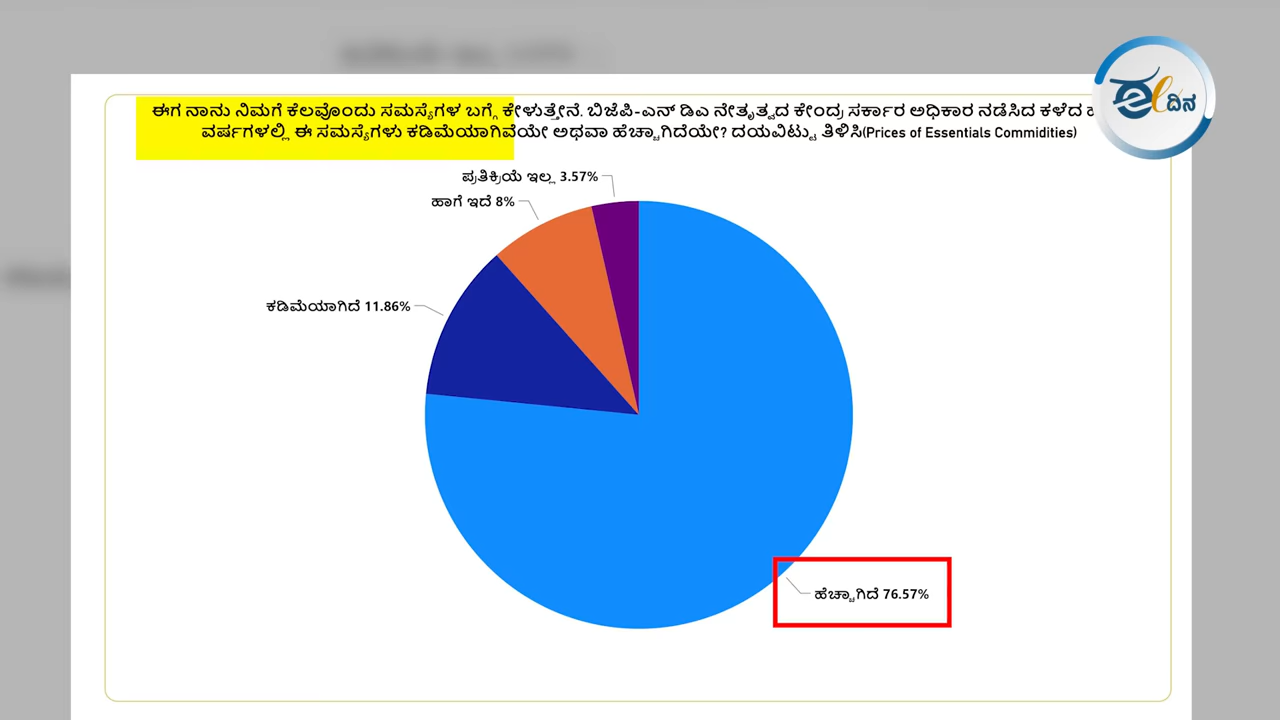 ಈಗ ನಾನು ನಿಮಗೆ ಕೆಲವೊಂದು ಸಮಸ್ಯೆಗಳ ಬಗ್ಗೆ ಕೇಳುತ್ತೇನೆ. ಬಿಜೆಪಿ-ಎನ್ ಡಿಎ ನೇತೃತ್ವದ ಕೇಂದ್ರ ಸರ್ಕಾರ ಅಧಿಕಾರ ನಡೆಸಿದ ಕಳೆದ
ವರ್ಷಗಳಲ್ಲಿ ಈ ಸಮಸ್ಯೆಗಳು ಕಡಿಮೆಯಾಗಿವೆಯೇ ಅಥವಾ ಹೆಚ್ಚಾಗಿದೆಯೇ? ದಯವಿಟ್ಟು ತಿಳಿಸಿ(Prices of Essentials Commidities)
ಈ ದಿನ
ಪ್ರತಿಕ್ರಿಯೆ ಇಲ್ಲ 3.57%
ಹಾಗೆ ಇದೆ 8%
ಕಡಿಮೆಯಾಗಿದೆ 11.86%
ಹೆಚ್ಚಾಗಿದೆ 76.57%